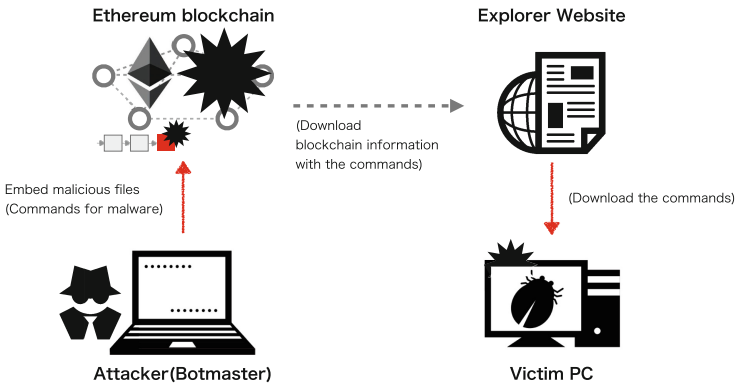 Ethereum blockchain
Explorer Website
(Download
blockchain information
with the commands)
Embed malicious files
(Commands for malware)
(Download the commands)
Attacker(Botmaster)
Victim PC